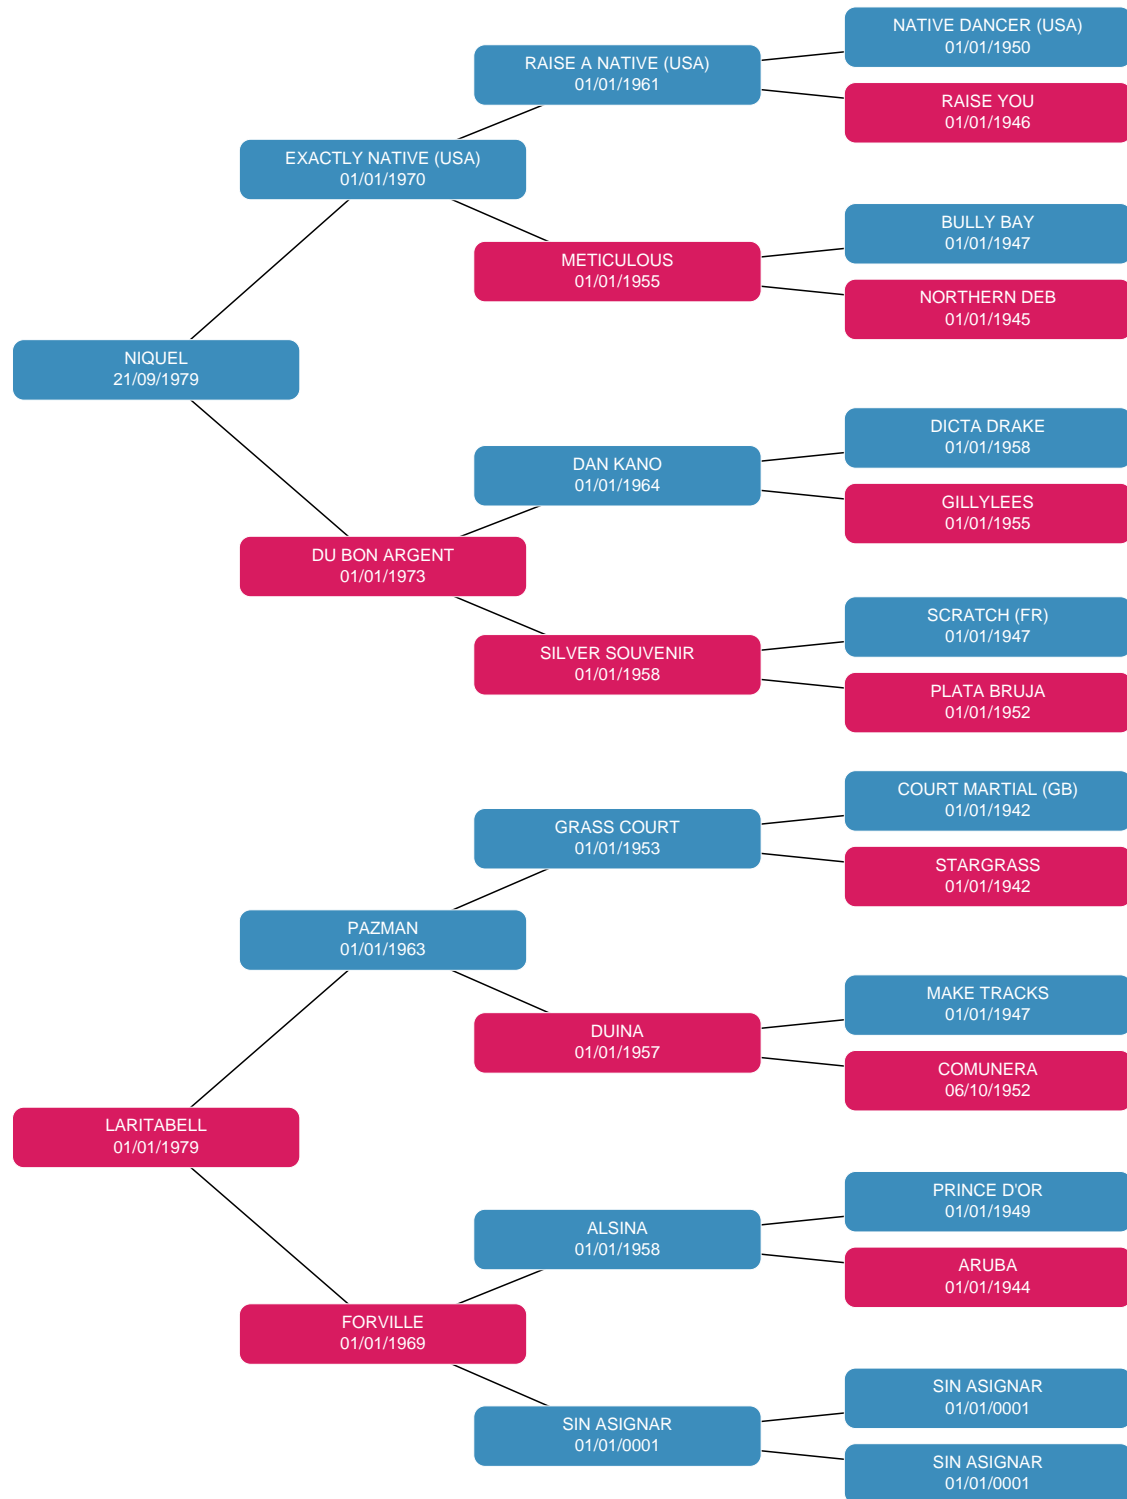 NATIVE DANCER (USA)
01/01/1950
RAISE A NATIVE (USA)
01/01/1961
RAISE YOU
01/01/1946
EXACTLY NATIVE (USA)
01/01/1970
BULLY BAY
01/01/1947
METICULOUS
01/01/1955
NORTHERN DEB
01/01/1945
NIQUEL
21/09/1979
DICTA DRAKE
01/01/1958
DAN KANO
01/01/1964
GILLYLEES
01/01/1955
DU BON ARGENT
01/01/1973
SCRATCH (FR)
01/01/1947
SILVER SOUVENIR
01/01/1958
PLATA BRUJA
01/01/1952
COURT MARTIAL (GB)
01/01/1942
GRASS COURT
01/01/1953
STARGRASS
01/01/1942
PAZMAN
01/01/1963
MAKE TRACKS
01/01/1947
DUINA
01/01/1957
COMUNERA
06/10/1952
LARITABELL
01/01/1979
PRINCE D'OR
01/01/1949
ALSINA
01/01/1958
ARUBA
01/01/1944
FORVILLE
01/01/1969
SIN ASIGNAR
01/01/0001
SIN ASIGNAR
01/01/0001
SIN ASIGNAR
01/01/0001